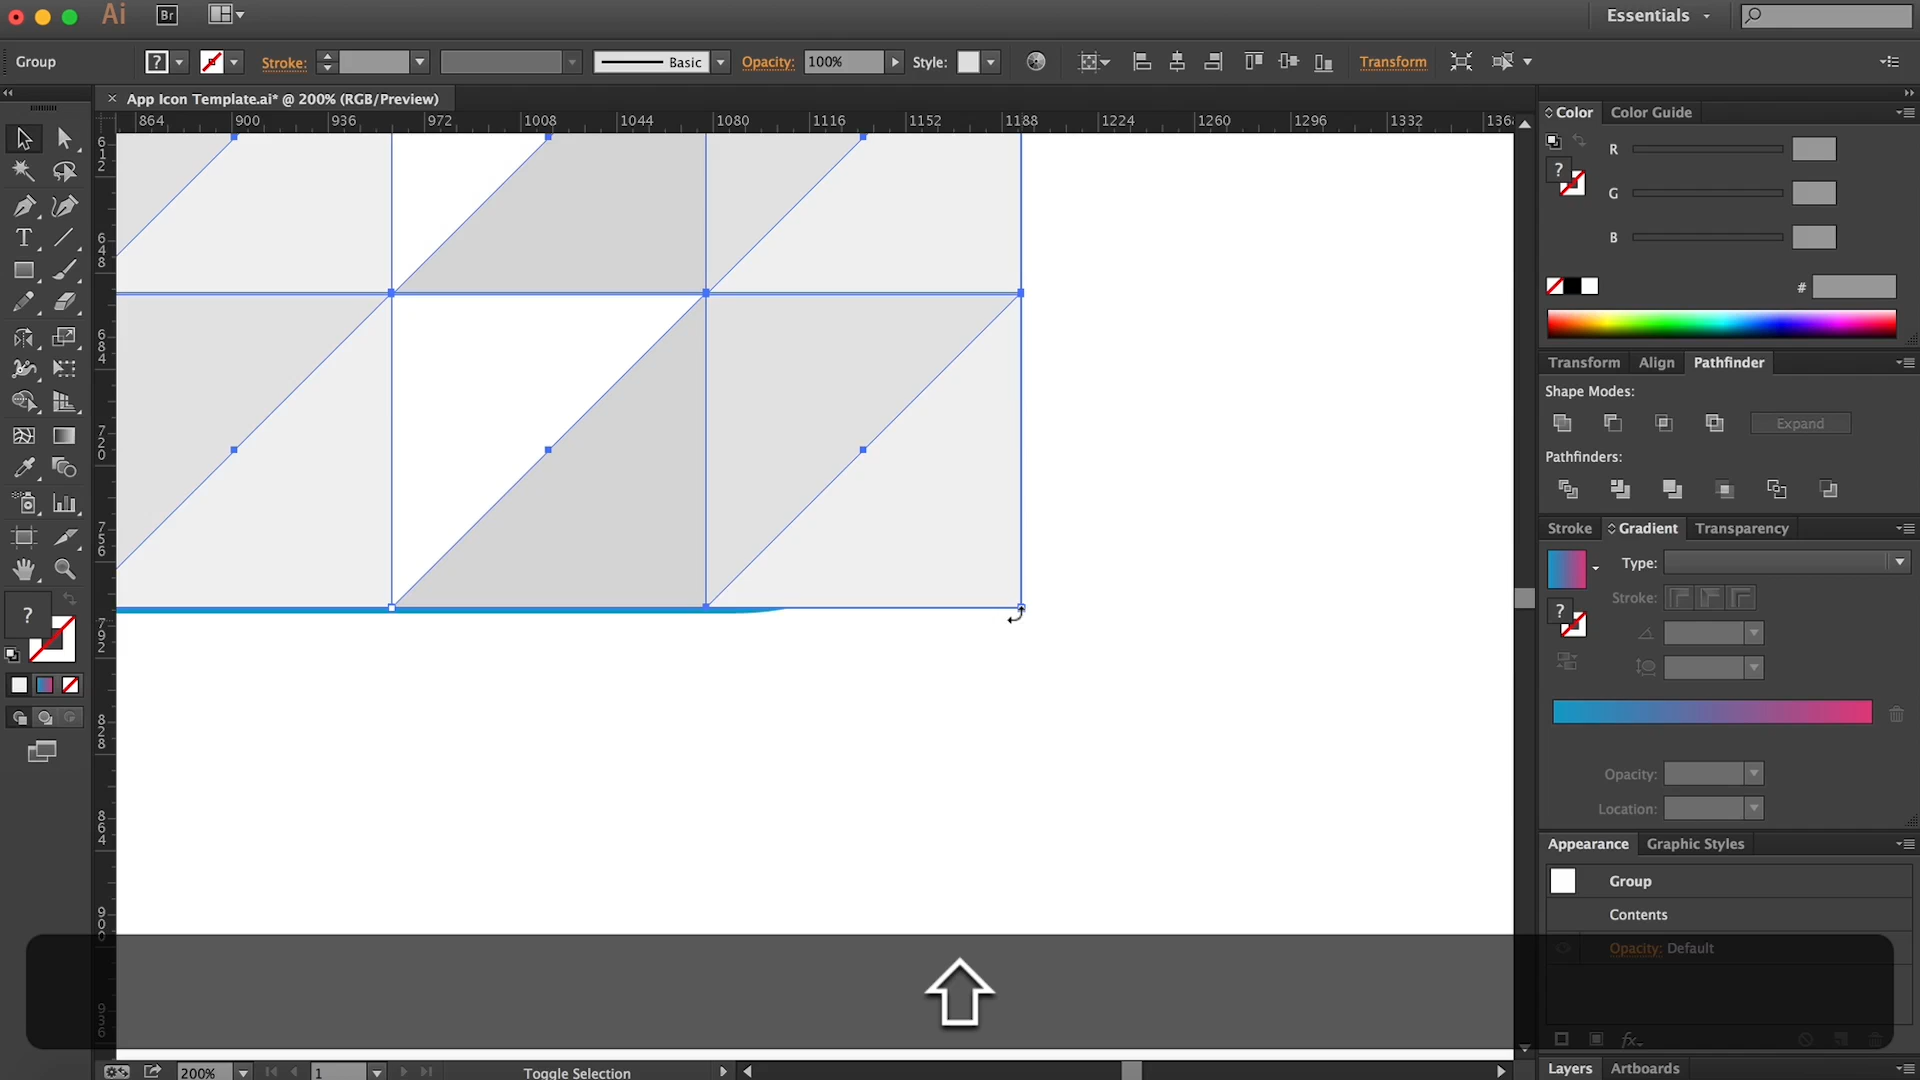 Ai Br Essentials
Group Stroke: Basic Opacity: 100% Style: Transform
× App Icon Template.ai* @ 200% (RGB/Preview)
864 900 936 972 1008 1044 1080 1116 1152 1188 1224 1260 1296 1332 1368
612
648
684
720
756
792
828
864
900
936
Color Color Guide
R
G
B
#
Transform Align Pathfinder
Shape Modes:
Expand
Pathfinders:
Stroke Gradient Transparency
Type:
Stroke:
Opacity:
Location:
Appearance Graphic Styles
Group
Contents
Opacity: Default
fx
200% 1 Toggle Selection
Layers Artboards